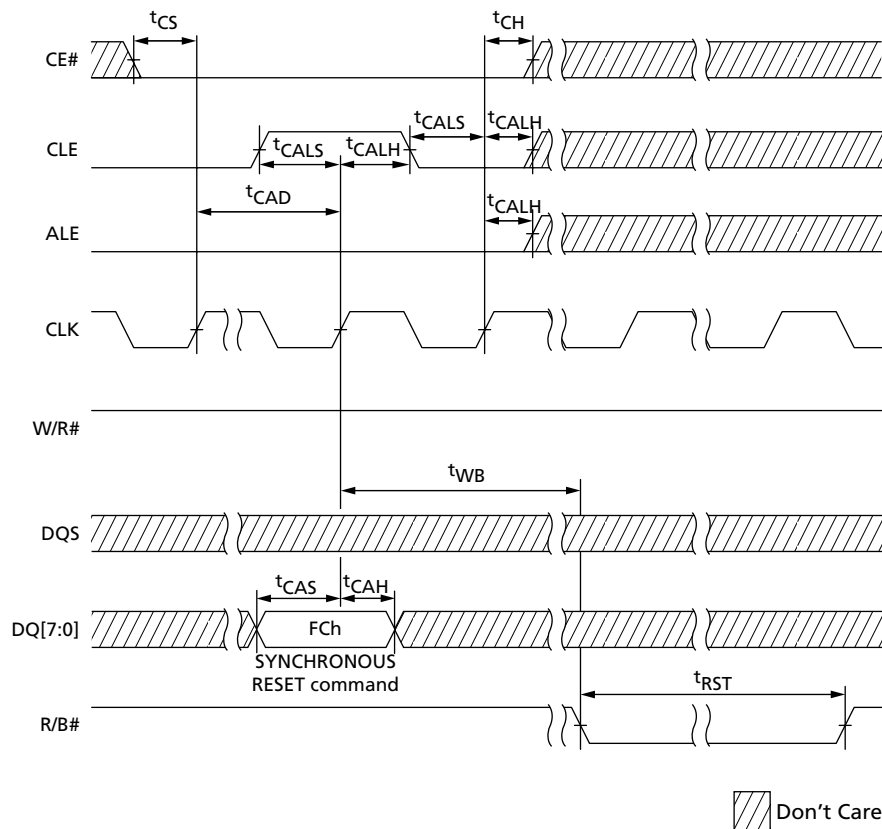 tCS
tCH
CE#
tCALS
tCALH
CLE
tCALS
tCALH
tCAD
tCALH
ALE
CLK
W/R#
tWB
DQS
tCAS
tCAH
DQ[7:0]
FCh
SYNCHRONOUS
RESET command
tRST
R/B#
Don't Care